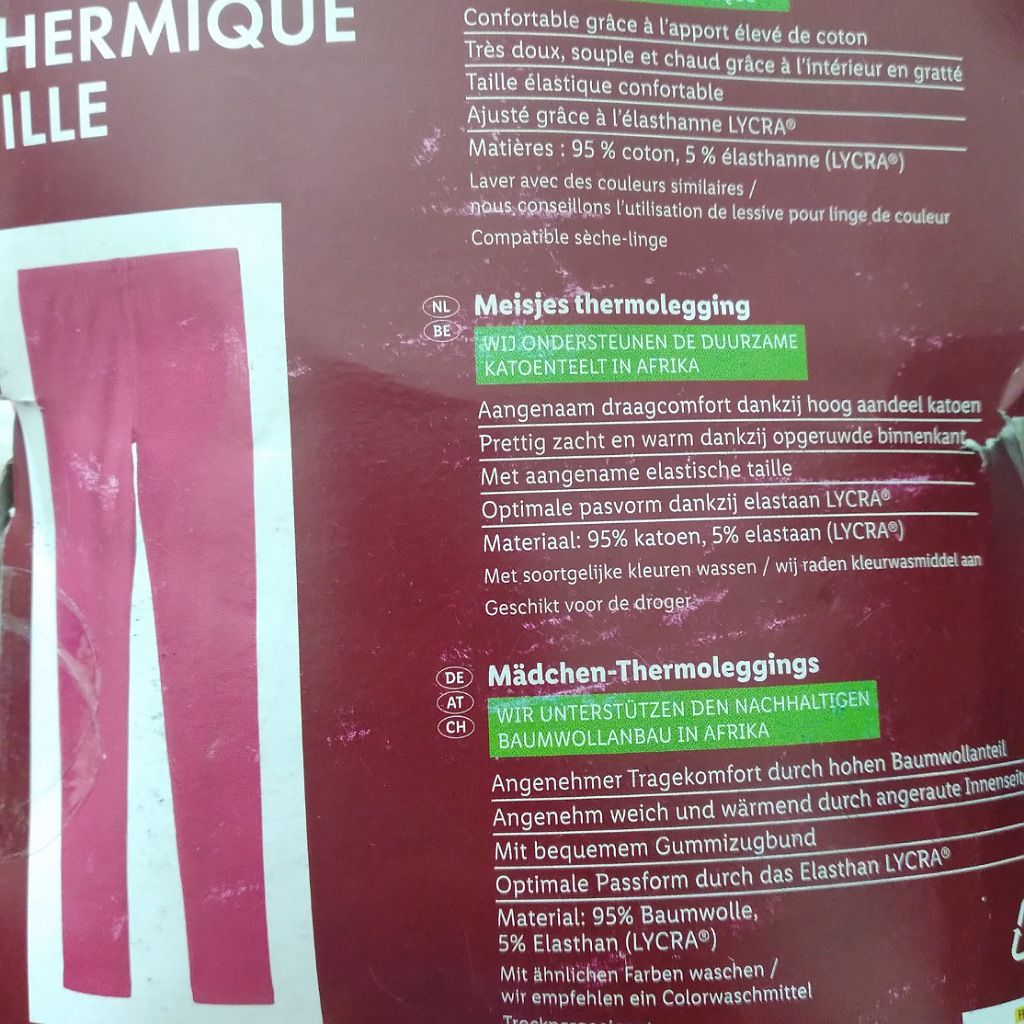 HERMIQUE
ILLE
Confortable grâce à l'apport élevé de coton
Très doux, souple et chaud grâce à l'intérieur en gratté
Taille élastique confortable
Ajusté grâce à l'élasthanne LYCRA®
Matières : 95 % coton, 5 % élasthanne (LYCRA®)
Laver avec des couleurs similaires /
nous conseillons l'utilisation de lessive pour linge de couleur
Compatible sèche-linge
NL
BE
Meisjes thermolegging
WIJ ONDERSTEUNEN DE DUURZAME
KATOENTEELT IN AFRIKA
Aangenaam draagcomfort dankzij hoog aandeel katoen
Prettig zacht en warm dankzij opgeruwde binnenkant
Met aangename elastische taille
Optimale pasvorm dankzij elastaan LYCRA®
Materiaal: 95% katoen, 5% elastaan (LYCRA®)
Met soortgelijke kleuren wassen / wij raden kleurwasmiddel aan
Geschikt voor de droger
DE
AT
CH
Mädchen-Thermoleggings
WIR UNTERSTÜTZEN DEN NACHHALTIGEN
BAUMWOLLANBAU IN AFRIKA
Angenehmer Tragekomfort durch hohen Baumwollanteil
Angenehm weich und wärmend durch angeraute Innenseit
Mit bequemem Gummizugbund
Optimale Passform durch das Elasthan LYCRA®
Material: 95% Baumwolle,
5% Elasthan (LYCRA®)
Mit ähnlichen Farben waschen /
wir empfehlen ein Colorwaschmittel